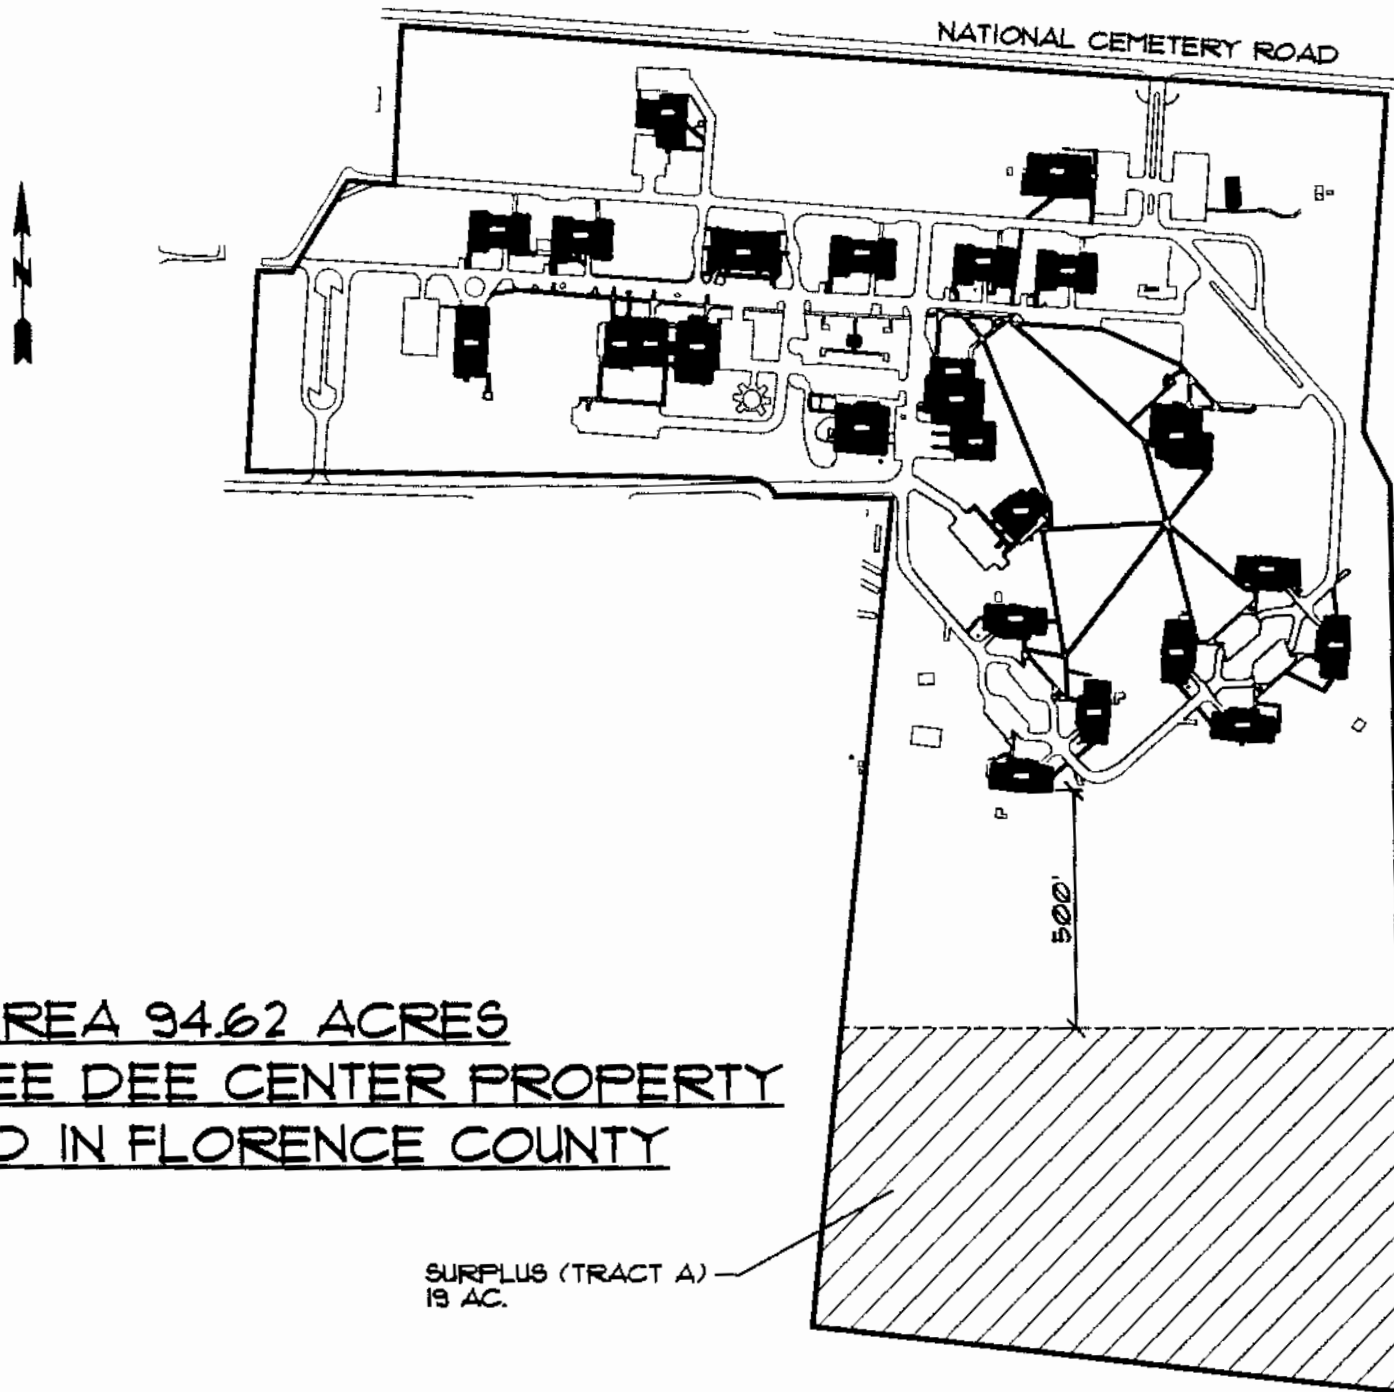 NATIONAL CEMETERY ROAD
N
500'
REA 94.62 ACRES
EE DEE CENTER PROPERTY
D IN FLORENCE COUNTY
SURPLUS (TRACT A)
19 AC.